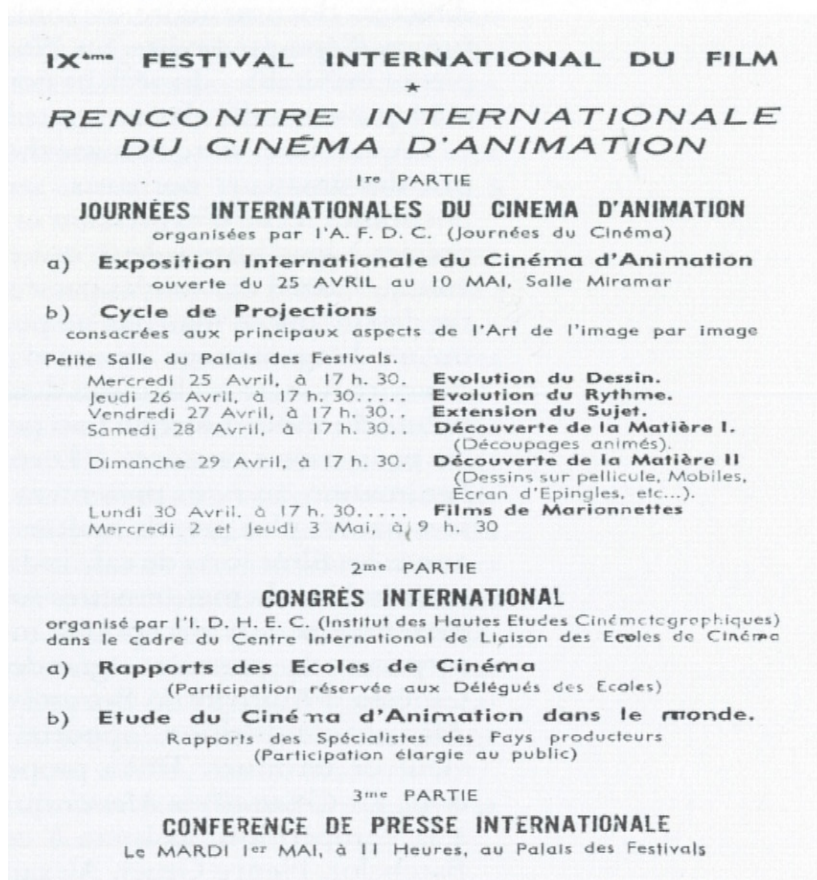 IXème FESTIVAL INTERNATIONAL DU FILM
RENCONTRE INTERNATIONALE
DU CINÉMA D'ANIMATION
1re PARTIE
JOURNÉES INTERNATIONALES DU CINEMA D'ANIMATION
organisées par l'A. F. D. C. (Journées du Cinéma)
a) Exposition Internationale du Cinéma d'Animation
ouverte du 25 AVRIL au 10 MAI, Salle Miramar
b) Cycle de Projections
consacrées aux principaux aspects de l'Art de l'image par image
Petite Salle du Palais des Festivals.
Mercredi 25 Avril, à 17 h. 30. Evolution du Dessin.
Jeudi 26 Avril, à 17 h. 30..... Evolution du Rythme.
Vendredi 27 Avril, à 17 h. 30.. Extension du Sujet.
Samedi 28 Avril, à 17 h. 30.. Découverte de la Matière I.
(Découpages animés).
Dimanche 29 Avril, à 17 h. 30. Découverte de la Matière II
(Dessins sur pellicule, Mobiles,
Ecran d'Epingles, etc...).
Lundi 30 Avril, à 17 h. 30..... Films de Marionnettes
Mercredi 2 et Jeudi 3 Mai, à 9 h. 30
2me PARTIE
CONGRÈS INTERNATIONAL
organisé par l'I. D. H. E. C. (Institut des Hautes Etudes Cinématographiques)
dans le cadre du Centre International de Liaison des Ecoles de Cinéma
a) Rapports des Ecoles de Cinéma
(Participation réservée aux Délégués des Ecoles)
b) Etude du Cinéma d'Animation dans le monde.
Rapports des Spécialistes des Pays producteurs
(Participation élargie au public)
3me PARTIE
CONFERENCE DE PRESSE INTERNATIONALE
Le MARDI 1er MAI, à 11 Heures, au Palais des Festivals